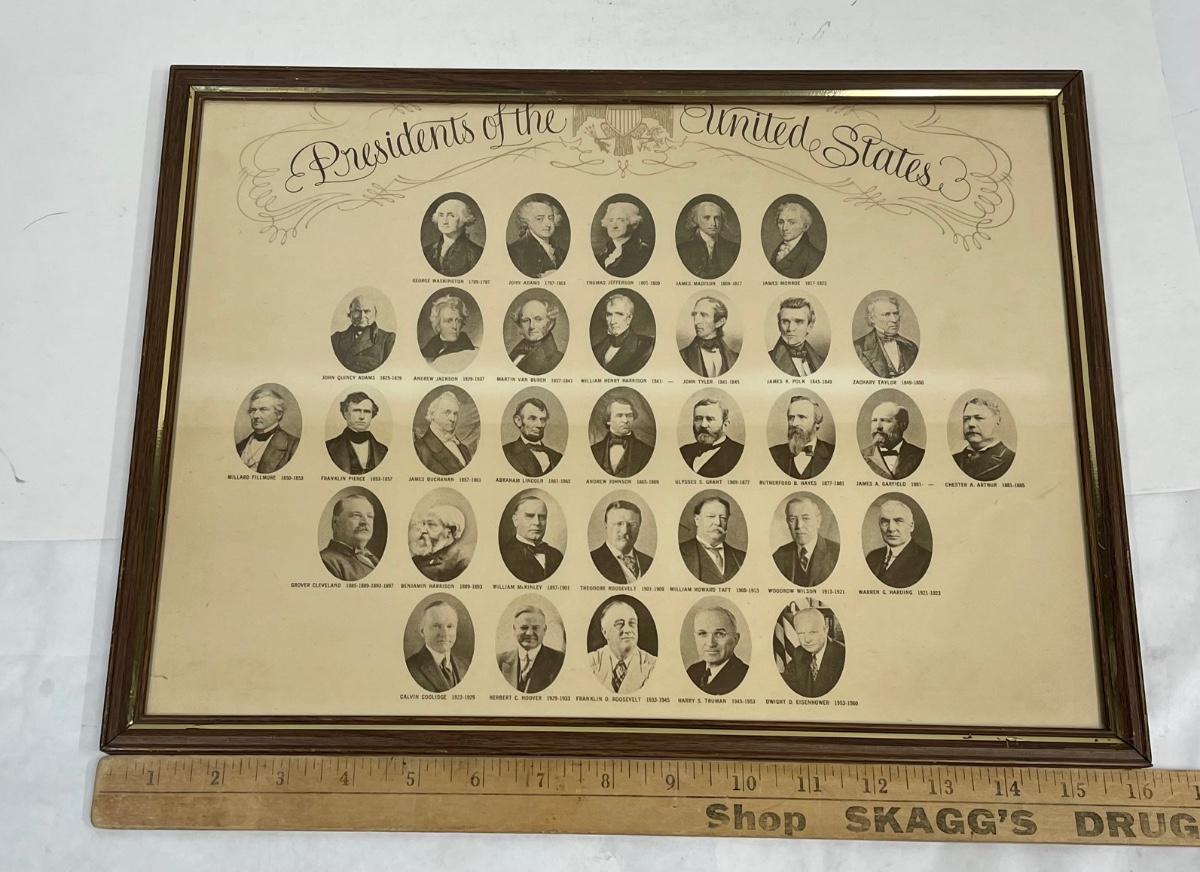 Presidents of the United States
GEORGE WASHINGTON 1789-1797 JOHN ADAMS 1797-1801 THOMAS JEFFERSON 1801-1809 JAMES MADISON 1809-1817 JAMES MONROE 1817-1825
JOHN QUINCY ADAMS 1825-1829 ANDREW JACKSON 1829-1937 MARTIN VAN BUREN 1837-1841 WILLIAM HENRY HARRISON 1841- — JOHN TYLER 1841-1845 JAMES K. POLK 1845-1849 ZACHARY TAYLOR 1849-1850
MILLARD FILLMORE 1850-1853 FRANKLIN PIERCE 1853-1857 JAMES BUCHANAN 1857-1861 ABRAHAM LINCOLN 1861-1865 ANDREW JOHNSON 1865-1869 ULYSSES S. GRANT 1869-1877 RUTHERFORD B. HAYES 1877-1881 JAMES A. GARFIELD 1881- — CHESTER A. ARTHUR 1881-1885
GROVER CLEVELAND 1885-1889-1893-1897 BENJAMIN HARRISON 1889-1893 WILLIAM McKINLEY 1897-1901 THEODORE ROOSEVELT 1901-1909 WILLIAM HOWARD TAFT 1909-1913 WOODROW WILSON 1913-1921 WARREN G. HARDING 1921-1923
CALVIN COOLIDGE 1923-1929 HERBERT C. HOOVER 1929-1933 FRANKLIN D. ROOSEVELT 1933-1945 HARRY S. TRUMAN 1945-1953 DWIGHT D. EISENHOWER 1953-1960
1 2 3 4 5 6 7 8 9 10 11 12 13 14 15 16
Shop SKAGG'S DRUG